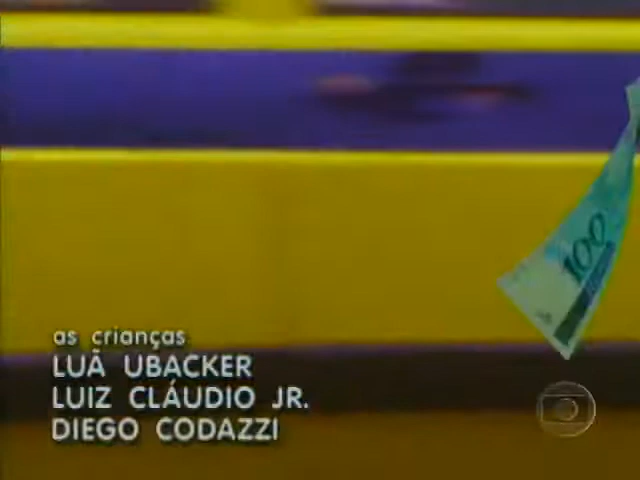 100
as crianças
LUÃ UBACKER
LUIZ CLÁUDIO JR.
DIEGO CODAZZI